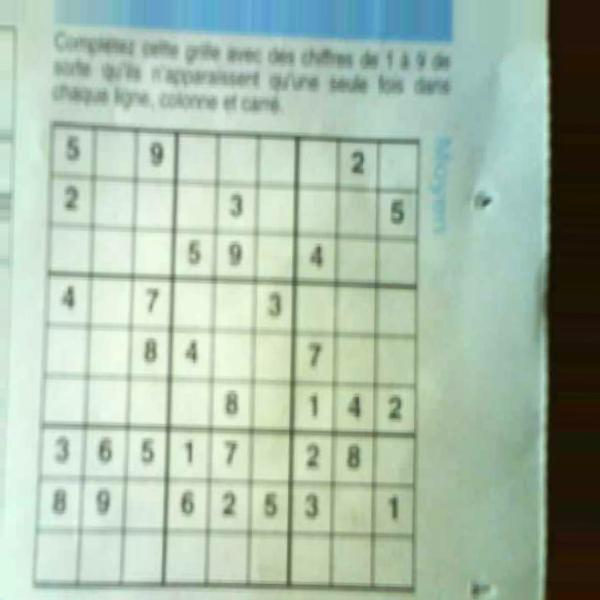 Complétez cette grille avec des chiffres de 1 à 9 de
sorte qu'ils n'apparaissent qu'une seule fois dans
chaque ligne, colonne et carré.
Moyen
5 9 2
2 3 5
5 9 4
4 7 3
8 4 7
8 1 4 2
3 6 5 1 7 2 8
8 9 6 2 5 3 1